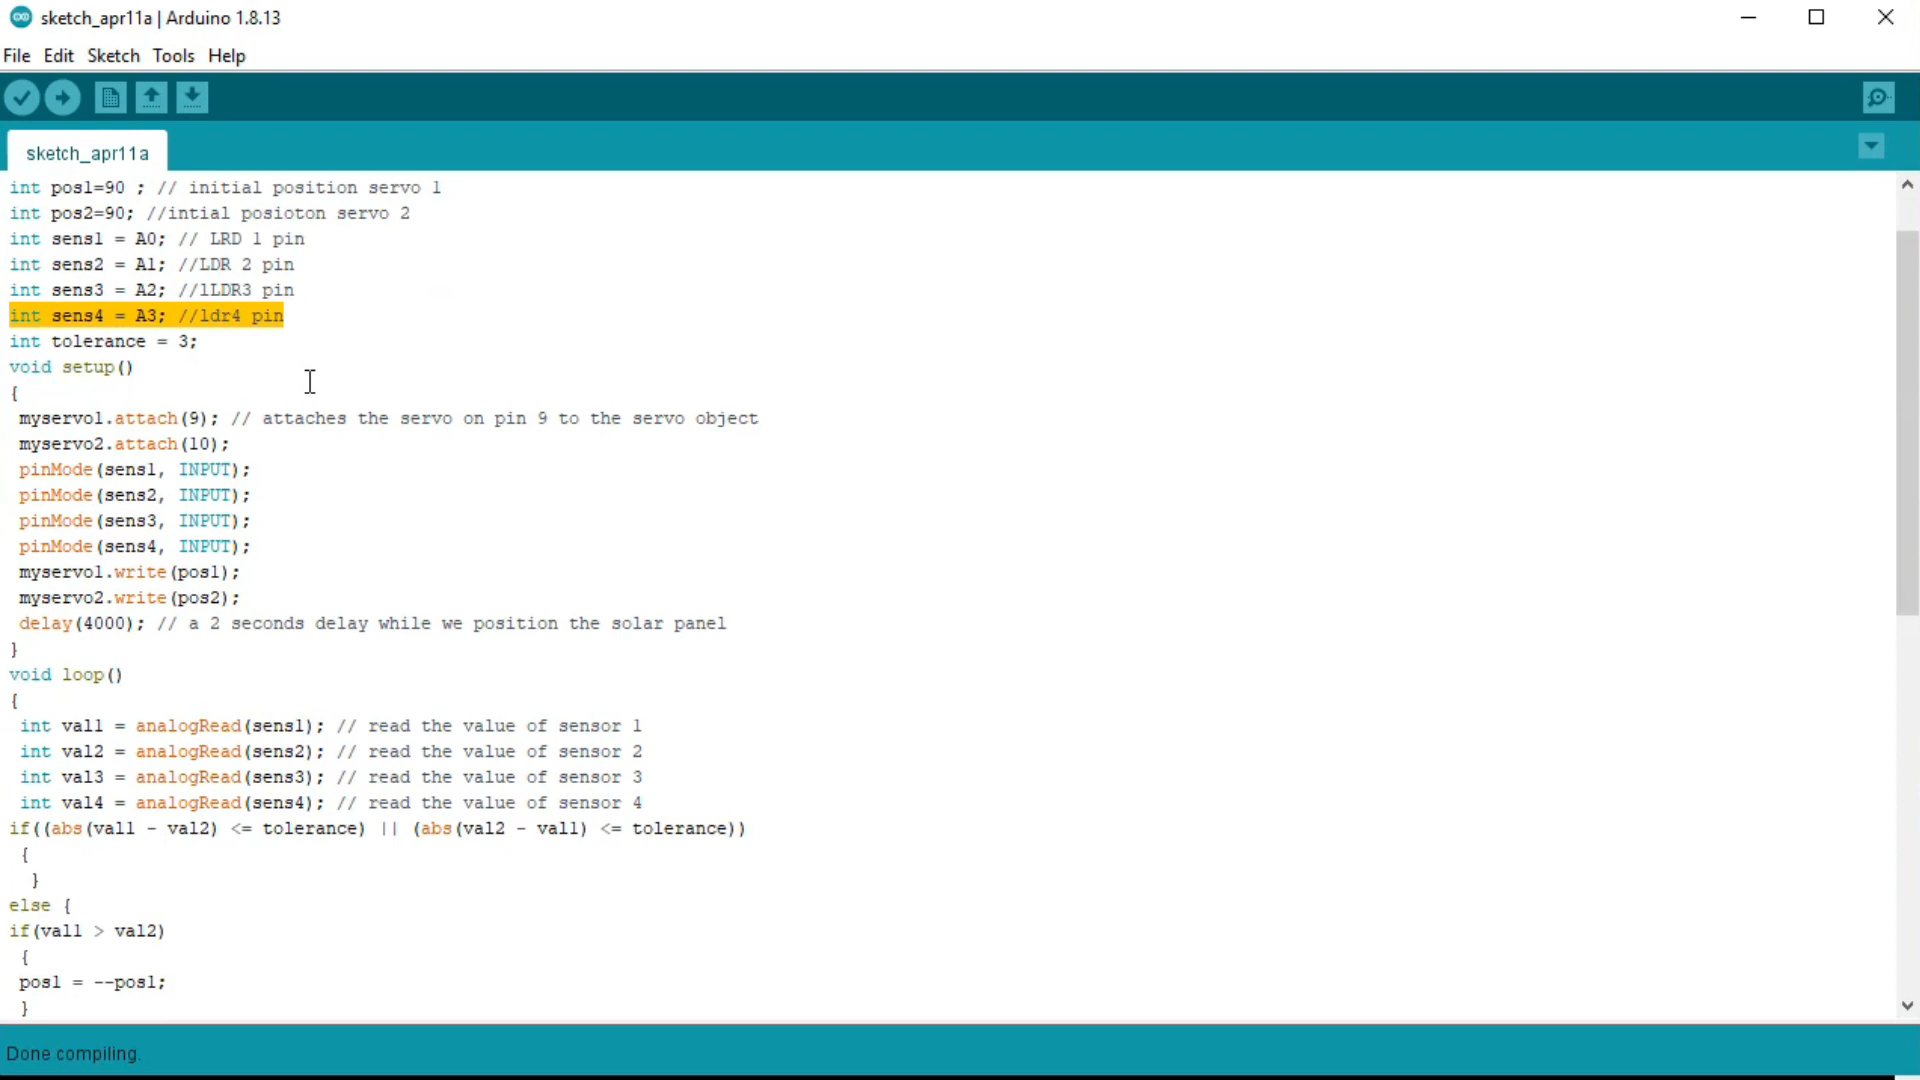 sketch_apr11a | Arduino 1.8.13
File Edit Sketch Tools Help
sketch_apr11a
int pos1=90 ; // initial position servo 1
int pos2=90; //intial posioton servo 2
int sens1 = A0; // LRD 1 pin
int sens2 = A1; //LDR 2 pin
int sens3 = A2; //lLDR3 pin
int sens4 = A3; //ldr4 pin
int tolerance = 3;
void setup()
{
myservo1.attach(9); // attaches the servo on pin 9 to the servo object
myservo2.attach(10);
pinMode(sens1, INPUT);
pinMode(sens2, INPUT);
pinMode(sens3, INPUT);
pinMode(sens4, INPUT);
myservo1.write(pos1);
myservo2.write(pos2);
delay(4000); // a 2 seconds delay while we position the solar panel
}
void loop()
{
int val1 = analogRead(sens1); // read the value of sensor 1
int val2 = analogRead(sens2); // read the value of sensor 2
int val3 = analogRead(sens3); // read the value of sensor 3
int val4 = analogRead(sens4); // read the value of sensor 4
if((abs(val1 - val2) <= tolerance) || (abs(val2 - val1) <= tolerance))
{
}
else {
if(val1 > val2)
{
pos1 = --pos1;
}
Done compiling.